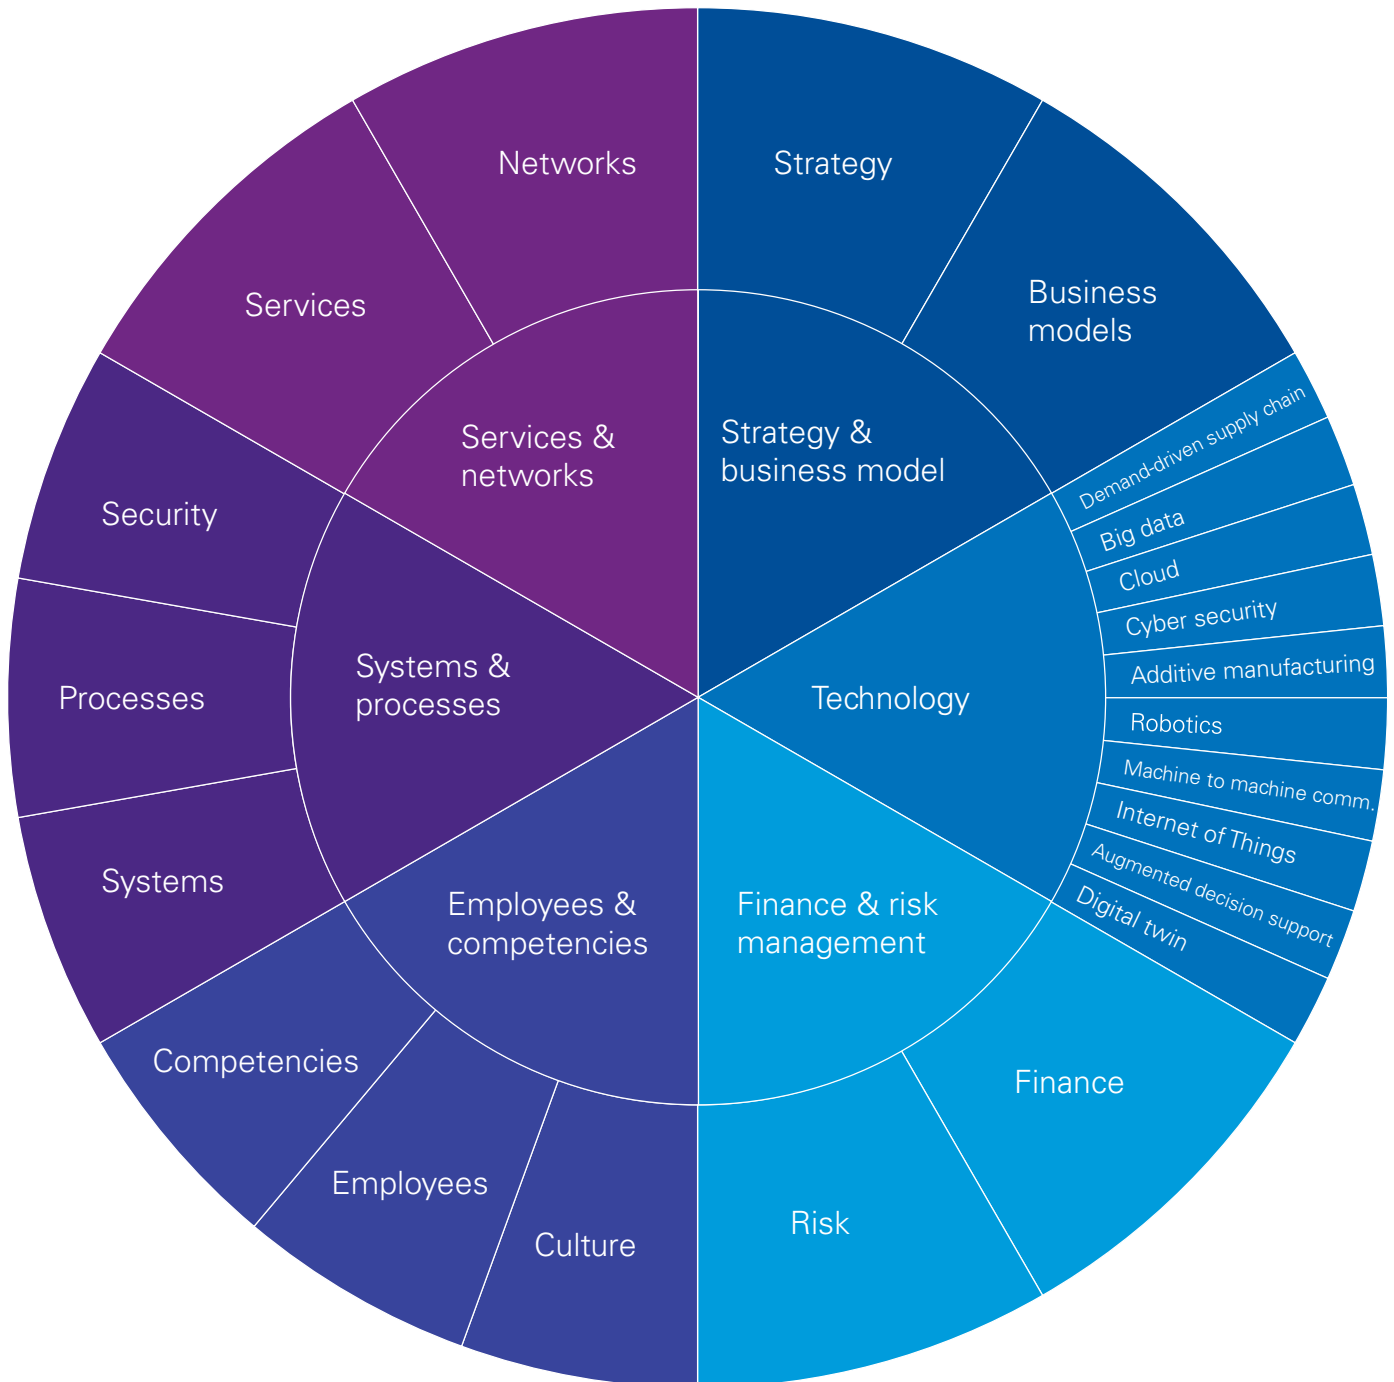 Networks
Strategy
Services
Business
models
Services &
networks
Strategy &
business model
Demand-driven supply chain
Security
Big data
Cloud
Cyber security
Systems &
processes
Additive manufacturing
Processes
Technology
Robotics
Machine to machine comm.
Internet of Things
Augmented decision support
Systems
Employees &
competencies
Finance & risk
management
Digital twin
Competencies
Finance
Employees
Risk
Culture